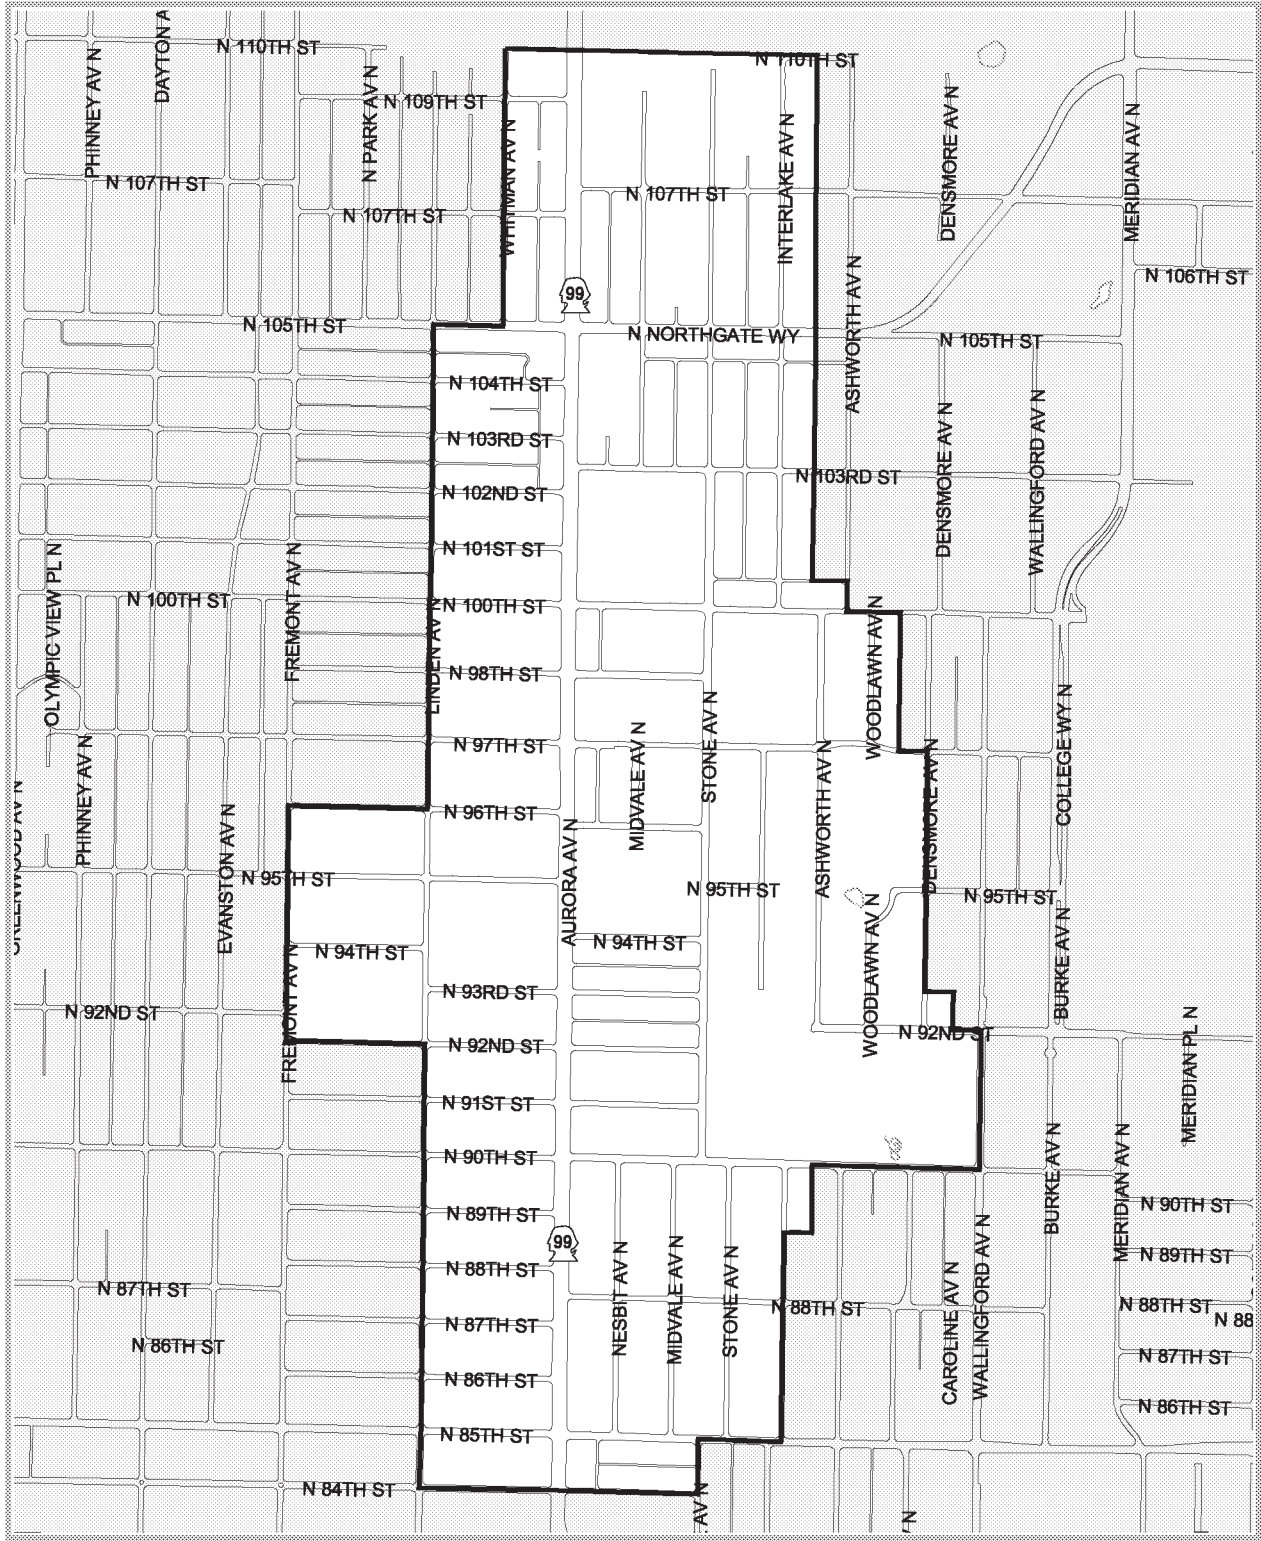 DAYTON A
N 110TH ST
N 110TH ST
PHINNEY AV N
N PARK AV N
N 109TH ST
DENSMORE AV N
MERIDIAN AV N
WHITMAN AV N
INTERLAKE AV N
N 107TH ST
N 107TH ST
N 107TH ST
N 106TH ST
99
ASHWORTH AV N
N 105TH ST
N NORTHGATE WY
N 105TH ST
N 104TH ST
DENSMORE AV N
WALLINGFORD AV N
N 103RD ST
N 103RD ST
N 102ND ST
N 101ST ST
OLYMPIC VIEW PL N
FREMONT AV N
N 100TH ST
N 100TH ST
LINDEN AV N
WOODLAWN AV N
N 98TH ST
STONE AV N
COLLEGE WY N
N 97TH ST
MIDVALE AV N
PHINNEY AV N
ASHWORTH AV N
DENSMORE AV N
GREENWOOD AV N
EVANSTON AV N
N 96TH ST
AURORA AV N
N 95TH ST
N 95TH ST
N 95TH ST
WOODLAWN AV N
BURKE AV N
N 94TH ST
N 94TH ST
FREMONT AV N
N 93RD ST
N 92ND ST
N 92ND ST
N 92ND ST
MERIDIAN PL N
N 91ST ST
N 90TH ST
BURKE AV N
MERIDIAN AV N
N 90TH ST
N 89TH ST
99
N 89TH ST
NESBIT AV N
MIDVALE AV N
STONE AV N
WALLINGFORD AV N
CAROLINE AV N
N 88TH ST
N 87TH ST
N 88TH ST
N 88TH ST
N 88
N 87TH ST
N 86TH ST
N 87TH ST
N 86TH ST
N 86TH ST
N 85TH ST
N 84TH ST
AV N
N